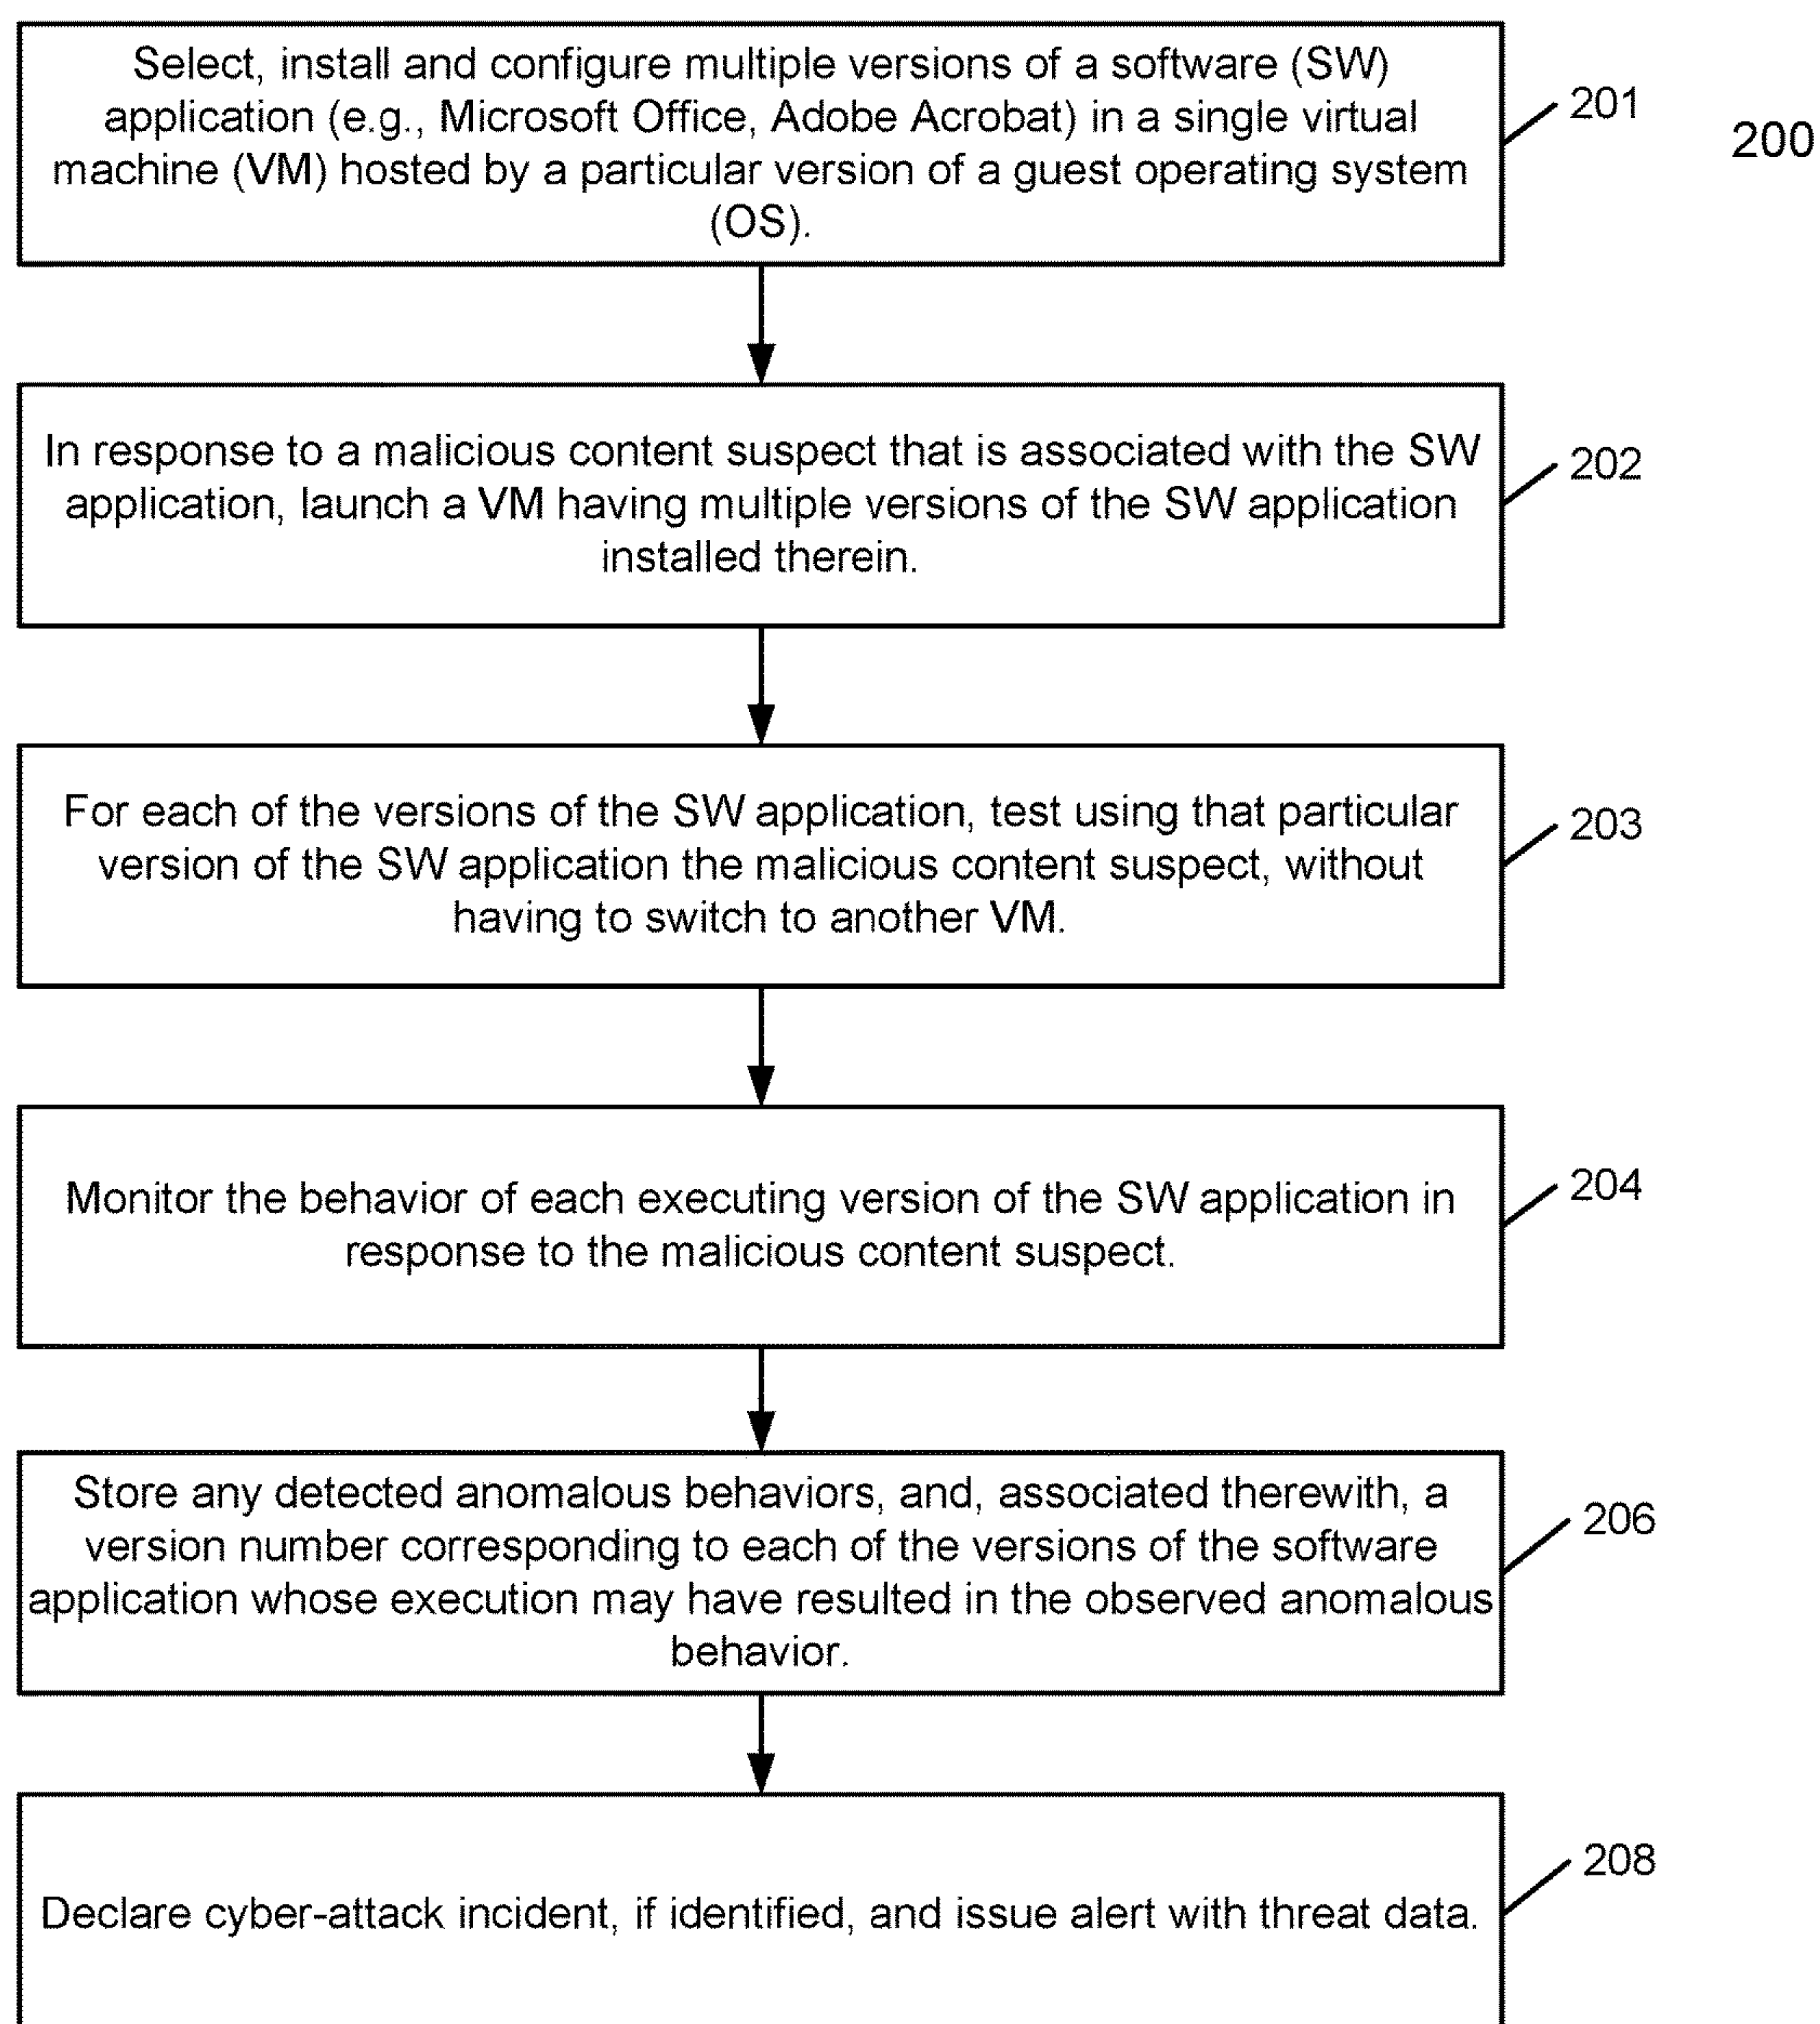 Select, install and configure multiple versions of a software (SW)
application (e.g., Microsoft Office, Adobe Acrobat) in a single virtual
machine (VM) hosted by a particular version of a guest operating system
(OS).
201
200
In response to a malicious content suspect that is associated with the SW
application, launch a VM having multiple versions of the SW application
installed therein.
202
For each of the versions of the SW application, test using that particular
version of the SW application the malicious content suspect, without
having to switch to another VM.
203
Monitor the behavior of each executing version of the SW application in
response to the malicious content suspect.
204
Store any detected anomalous behaviors, and, associated therewith, a
version number corresponding to each of the versions of the software
application whose execution may have resulted in the observed anomalous
behavior.
206
Declare cyber-attack incident, if identified, and issue alert with threat data.
208